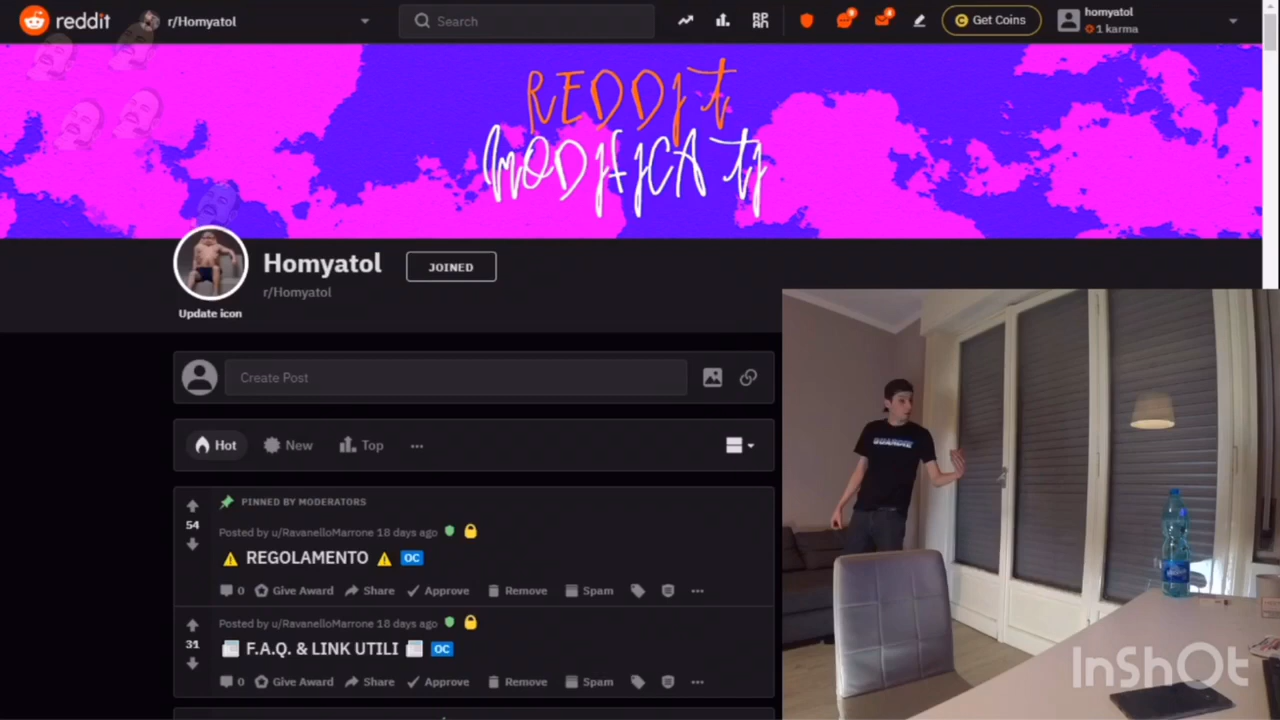 reddit
r/Homyatol
Search
9
4
Get Coins
homyatol
1 karma
REDDIT
MODIFICATI
Homyatol
JOINED
r/Homyatol
Update icon
Create Post
Hot
New
Top
PINNED BY MODERATORS
54
Posted by u/RavanelloMarrone 18 days ago
REGOLAMENTO
OC
0
Give Award
Share
Approve
Remove
Spam
Posted by u/RavanelloMarrone 18 days ago
31
F.A.Q. & LINK UTILI
OC
0
Give Award
Share
Approve
Remove
Spam
GUARDIE
InShOt